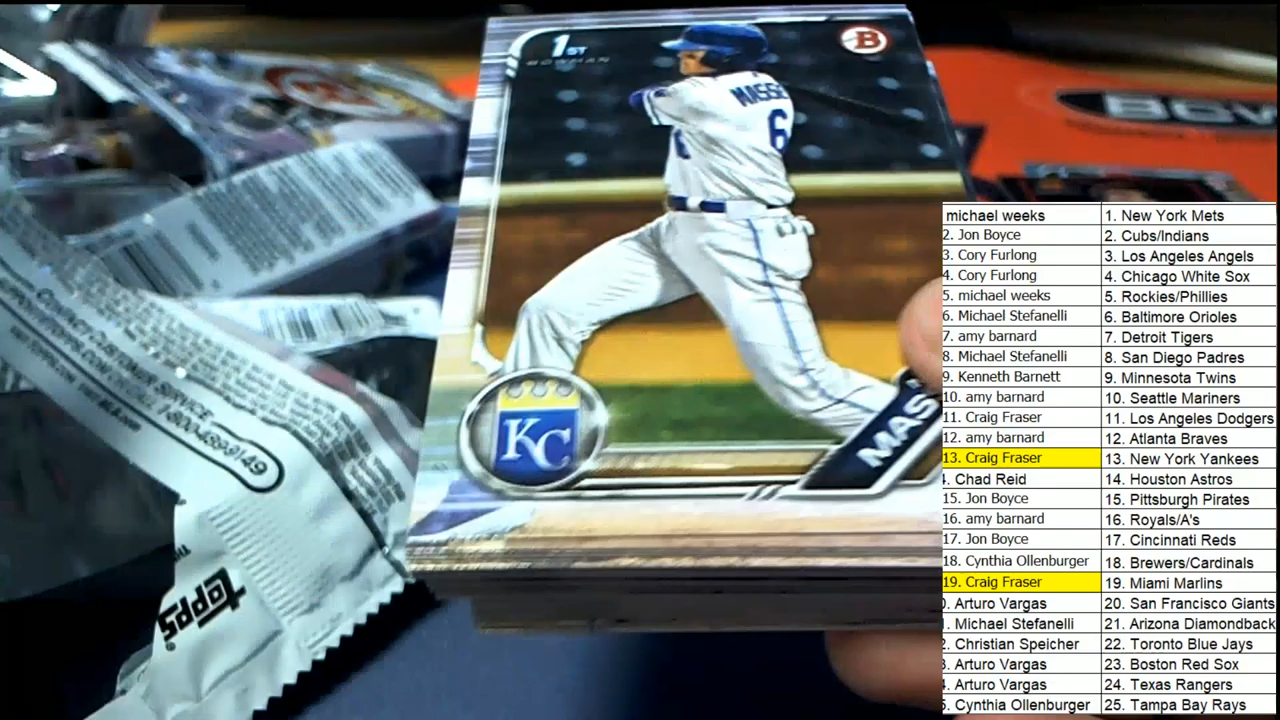 1ST
BOWMAN
B
MASSE
6
KC
MAS
BOW
CUSTOMER SERVICE
topps
michael weeks 1. New York Mets
2. Jon Boyce 2. Cubs/Indians
3. Cory Furlong 3. Los Angeles Angels
4. Cory Furlong 4. Chicago White Sox
5. michael weeks 5. Rockies/Phillies
6. Michael Stefanelli 6. Baltimore Orioles
7. amy barnard 7. Detroit Tigers
8. Michael Stefanelli 8. San Diego Padres
9. Kenneth Barnett 9. Minnesota Twins
10. amy barnard 10. Seattle Mariners
11. Craig Fraser 11. Los Angeles Dodgers
12. amy barnard 12. Atlanta Braves
13. Craig Fraser 13. New York Yankees
. Chad Reid 14. Houston Astros
15. Jon Boyce 15. Pittsburgh Pirates
16. amy barnard 16. Royals/A's
17. Jon Boyce 17. Cincinnati Reds
18. Cynthia Ollenburger 18. Brewers/Cardinals
19. Craig Fraser 19. Miami Marlins
. Arturo Vargas 20. San Francisco Giants
. Michael Stefanelli 21. Arizona Diamondback
. Christian Speicher 22. Toronto Blue Jays
. Arturo Vargas 23. Boston Red Sox
. Arturo Vargas 24. Texas Rangers
. Cynthia Ollenburger 25. Tampa Bay Rays